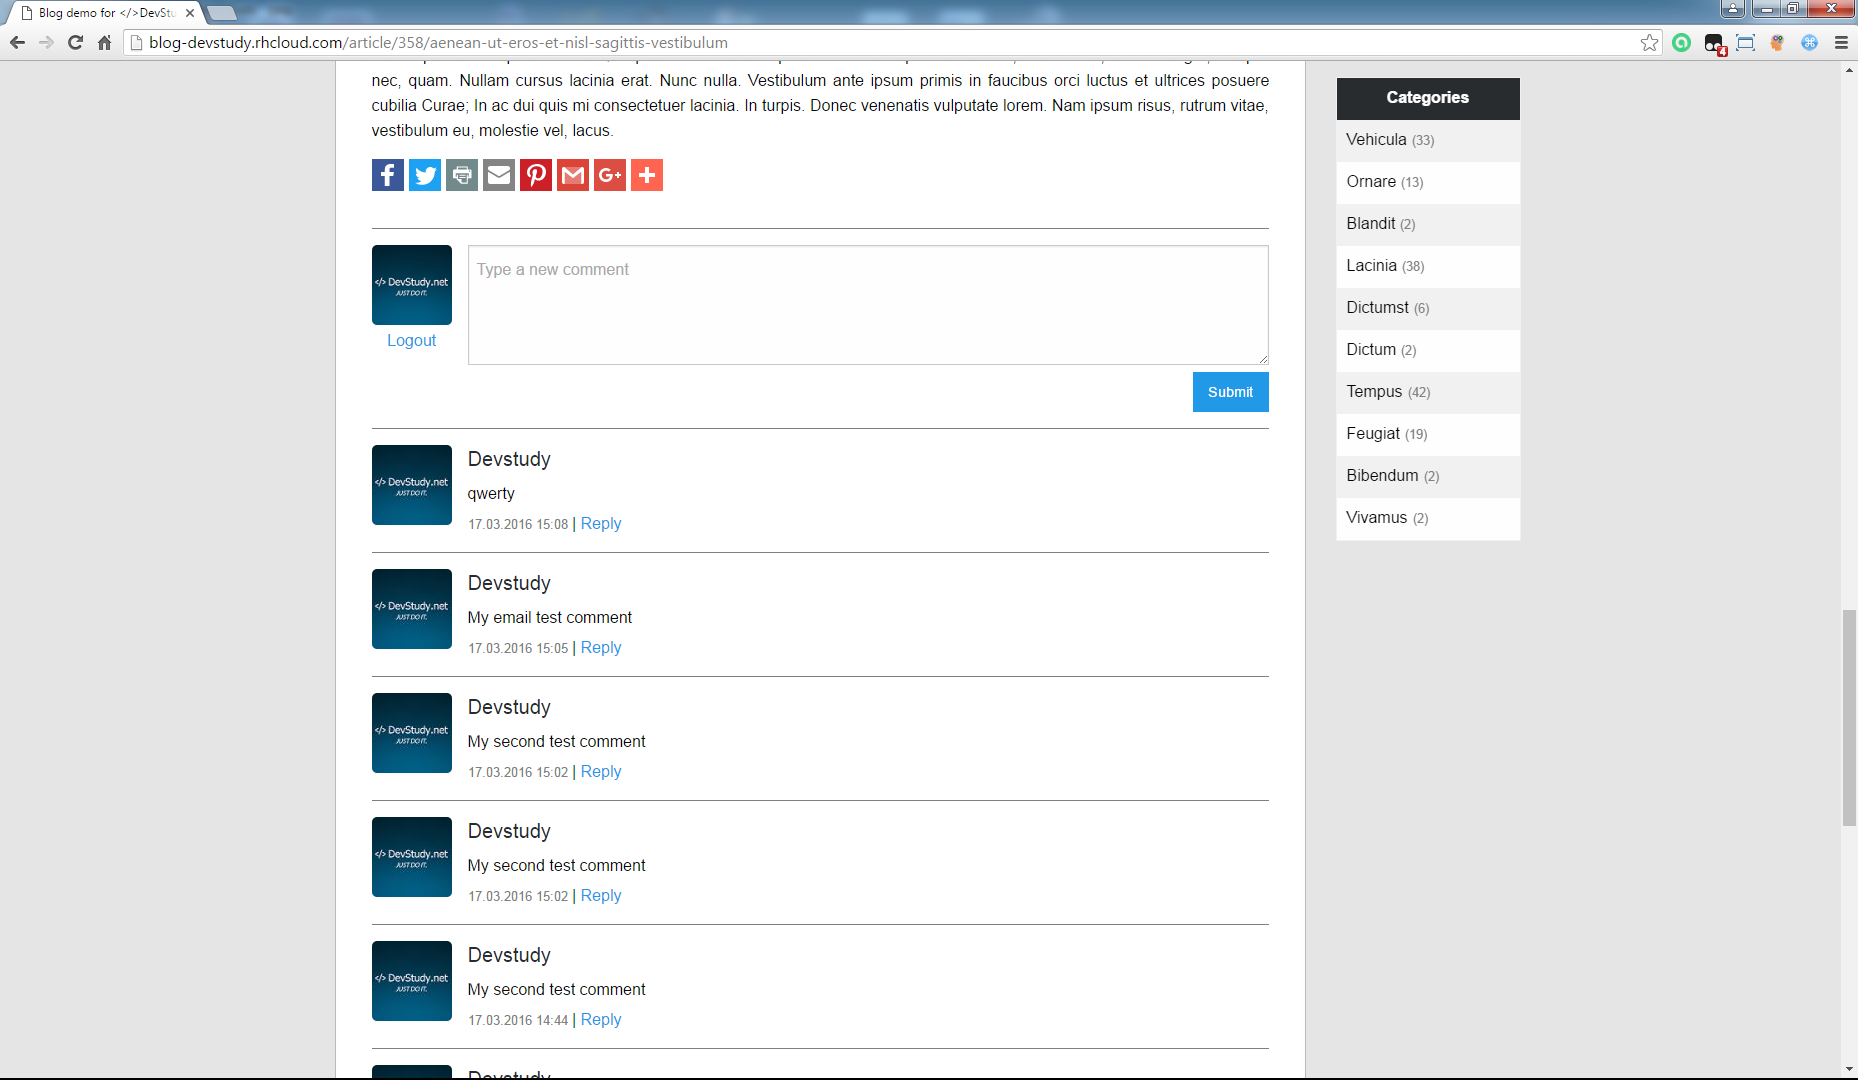 Blog demo for </>DevStu
blog-devstudy.rhcloud.com/article/358/aenean-ut-eros-et-nisl-sagittis-vestibulum
4
nec, quam. Nullam cursus lacinia erat. Nunc nulla. Vestibulum ante ipsum primis in faucibus orci luctus et ultrices posuere
cubilia Curae; In ac dui quis mi consectetuer lacinia. In turpis. Donec venenatis vulputate lorem. Nam ipsum risus, rutrum vitae,
vestibulum eu, molestie vel, lacus.
</> DevStudy.net
JUST DO IT.
Logout
Type a new comment
Submit
</> DevStudy.net
JUST DO IT.
Devstudy
qwerty
17.03.2016 15:08 | Reply
</> DevStudy.net
JUST DO IT.
Devstudy
My email test comment
17.03.2016 15:05 | Reply
</> DevStudy.net
JUST DO IT.
Devstudy
My second test comment
17.03.2016 15:02 | Reply
</> DevStudy.net
JUST DO IT.
Devstudy
My second test comment
17.03.2016 15:02 | Reply
</> DevStudy.net
JUST DO IT.
Devstudy
My second test comment
17.03.2016 14:44 | Reply
Devstudy
Categories
Vehicula (33)
Ornare (13)
Blandit (2)
Lacinia (38)
Dictumst (6)
Dictum (2)
Tempus (42)
Feugiat (19)
Bibendum (2)
Vivamus (2)